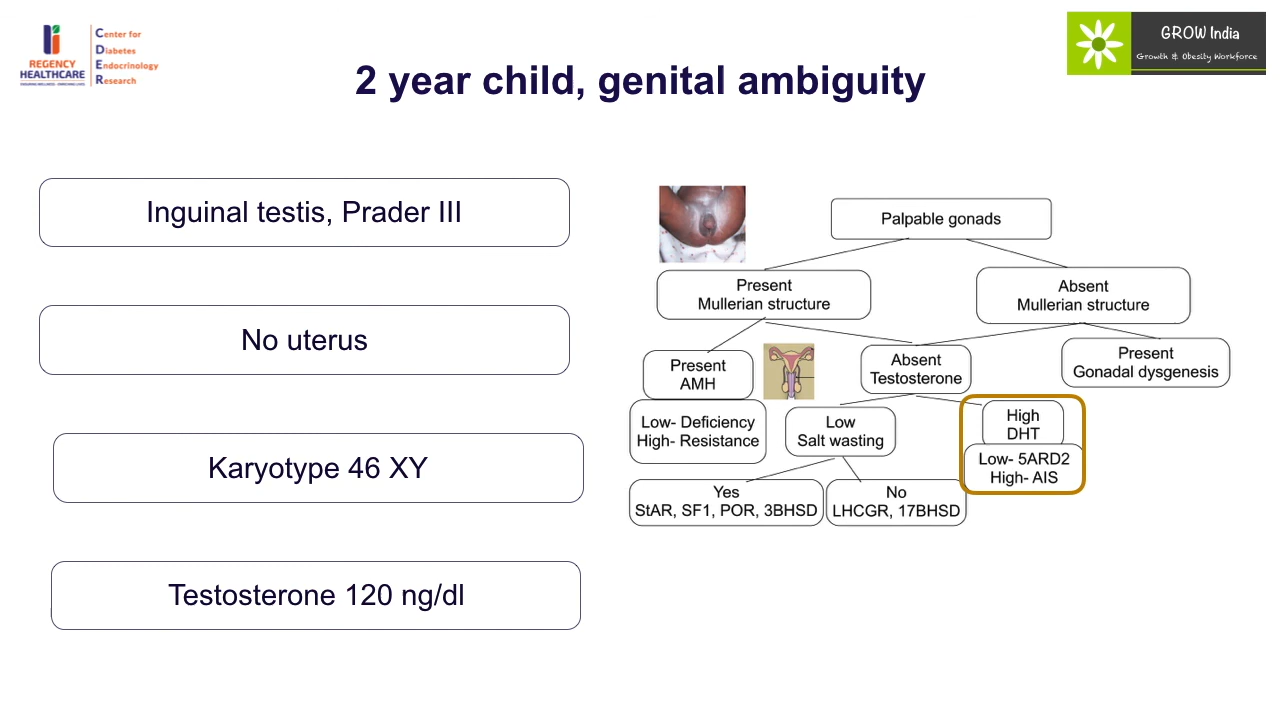 REGENCY
HEALTHCARE
Center for
Diabetes
Endocrinology
Research
GROW India
Growth & Obesity Workforce
2 year child, genital ambiguity
Inguinal testis, Prader III
No uterus
Karyotype 46 XY
Testosterone 120 ng/dl
Palpable gonads
Present
Mullerian structure
Absent
Mullerian structure
Present
AMH
Absent
Testosterone
Present
Gonadal dysgenesis
Low- Deficiency
High- Resistance
Low
Salt wasting
High
DHT
Low- 5ARD2
High- AIS
Yes
StAR, SF1, POR, 3BHSD
No
LHCGR, 17BHSD